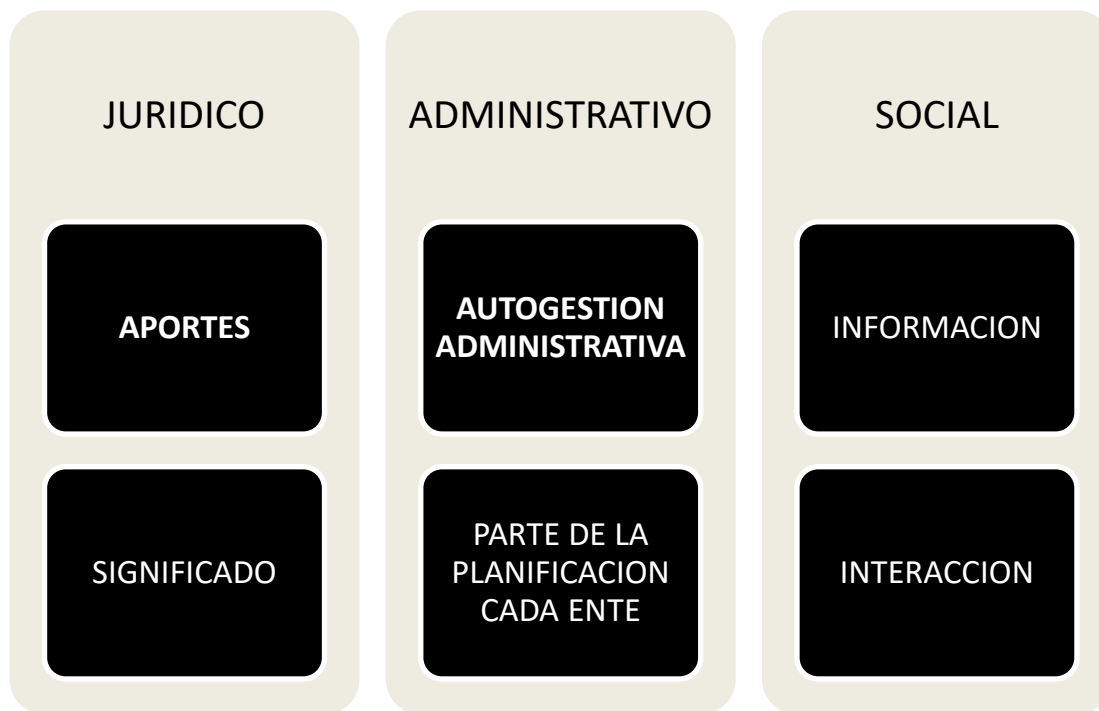 JURIDICO
APORTES
SIGNIFICADO
ADMINISTRATIVO
AUTOGESTION
ADMINISTRATIVA
PARTE DE LA
PLANIFICACION
CADA ENTE
SOCIAL
INFORMACION
INTERACCION